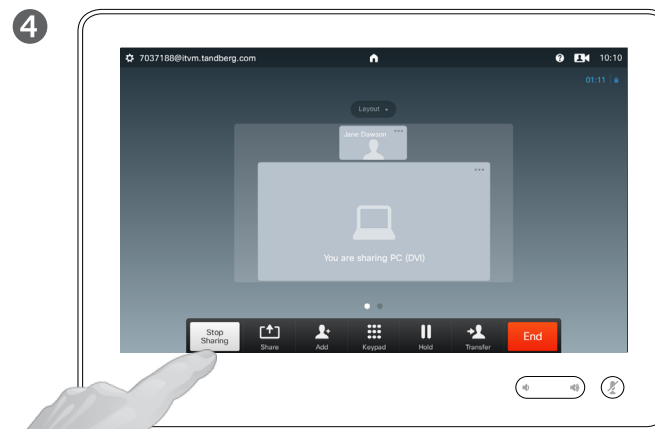 4
7037188@itvm.tandberg.com
10:10
01:11
Layout
Jane Dawson
You are sharing PC (DVI)
Stop
Sharing
Share
Add
Keypad
Hold
Transfer
End